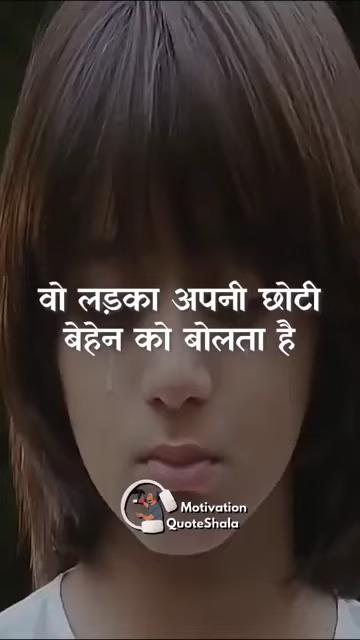 वो लड़का अपनी छोटी
बेहेन को बोलता है
Motivation
QuoteShala